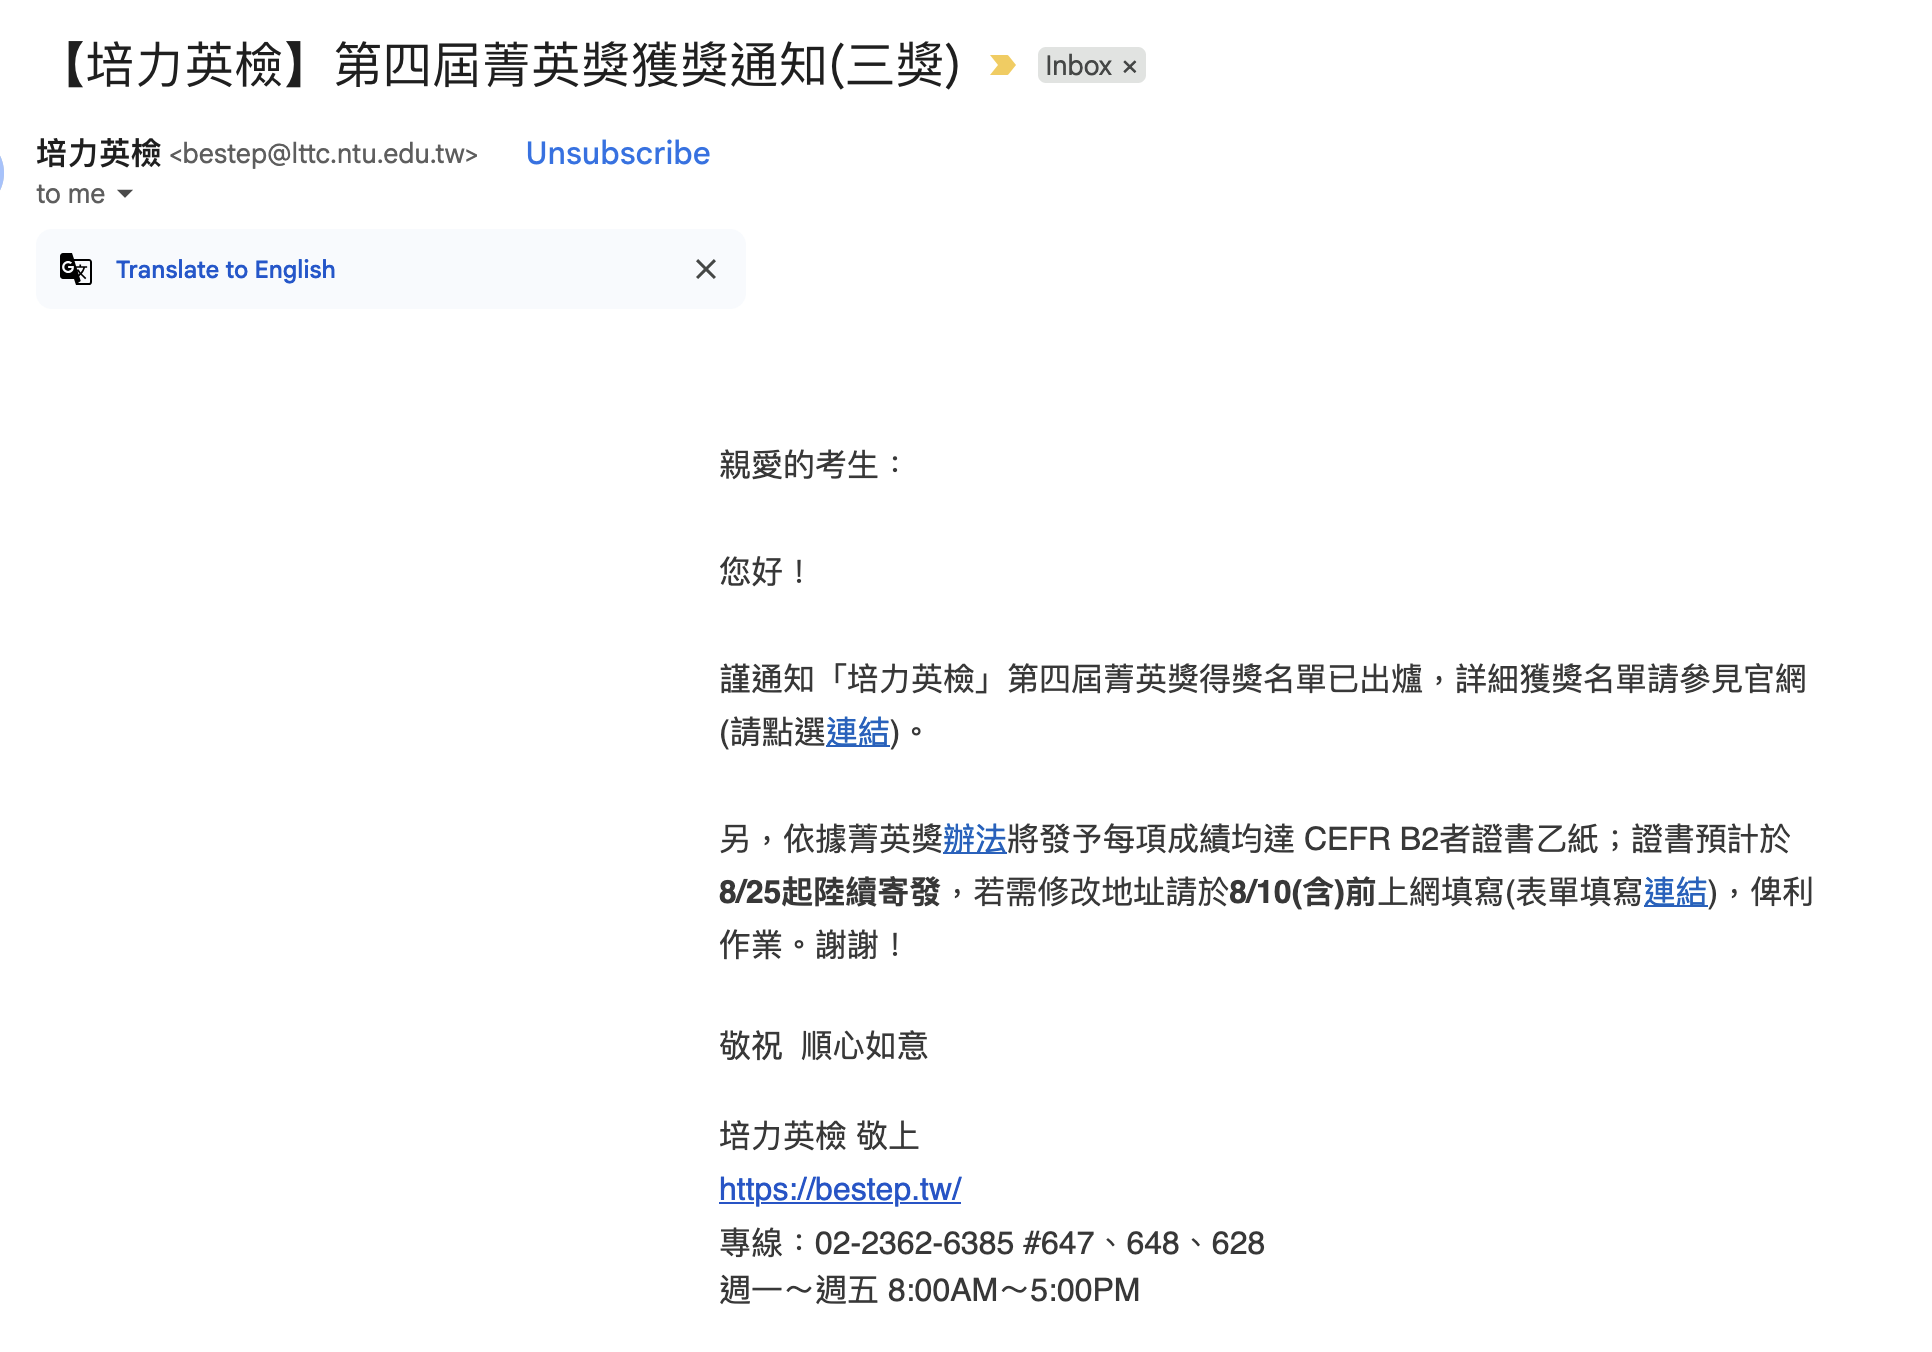 【培力英檢】第四屆菁英獎獲獎通知(三獎) Inbox ×
培力英檢 <bestep@lttc.ntu.edu.tw> Unsubscribe
to me
Translate to English
親愛的考生：
您好！
謹通知「培力英檢」第四屆菁英獎得獎名單已出爐，詳細獲獎名單請參見官網
(請點選連結)。
另，依據菁英獎辦法將發予每項成績均達 CEFR B2者證書乙紙；證書預計於
8/25起陸續寄發，若需修改地址請於8/10(含)前上網填寫(表單填寫連結)，俾利
作業。謝謝！
敬祝 順心如意
培力英檢 敬上
https://bestep.tw/
專線：02-2362-6385 #647、648、628
週一～週五 8:00AM～5:00PM